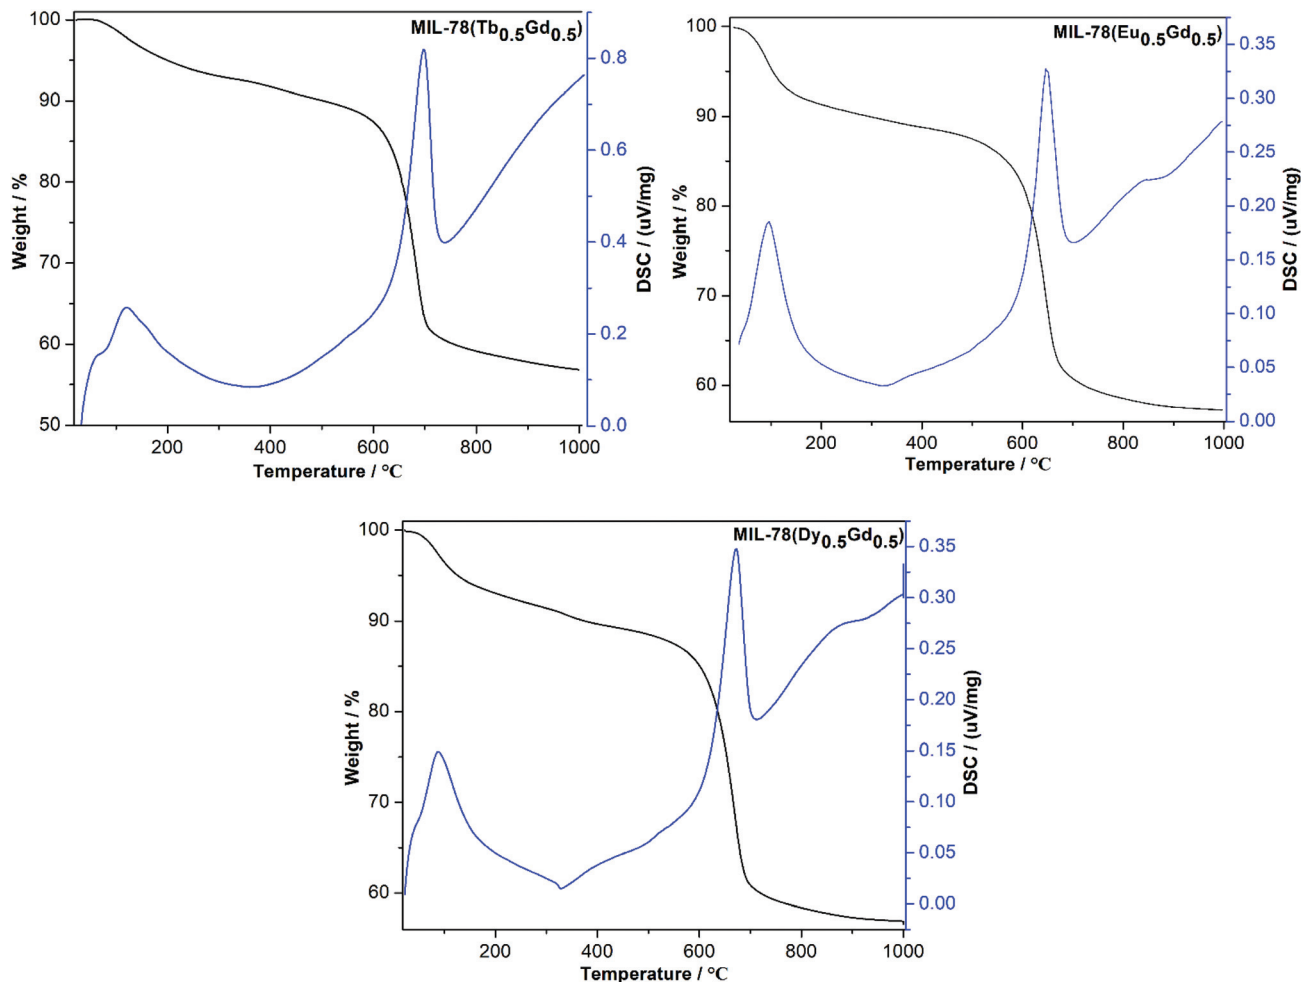 MIL-78(Tb0.5Gd0.5)
Weight / %
100
90
80
70
60
50
DSC / (uV/mg)
0.8
0.6
0.4
0.2
0.0
200 400 600 800 1000
Temperature / °C
MIL-78(Eu0.5Gd0.5)
Weight / %
100
90
80
70
60
DSC / (uV/mg)
0.35
0.30
0.25
0.20
0.15
0.10
0.05
0.00
200 400 600 800 1000
Temperature / °C
MIL-78(Dy0.5Gd0.5)
Weight / %
100
90
80
70
60
DSC / (uV/mg)
0.35
0.30
0.25
0.20
0.15
0.10
0.05
0.00
200 400 600 800 1000
Temperature / °C